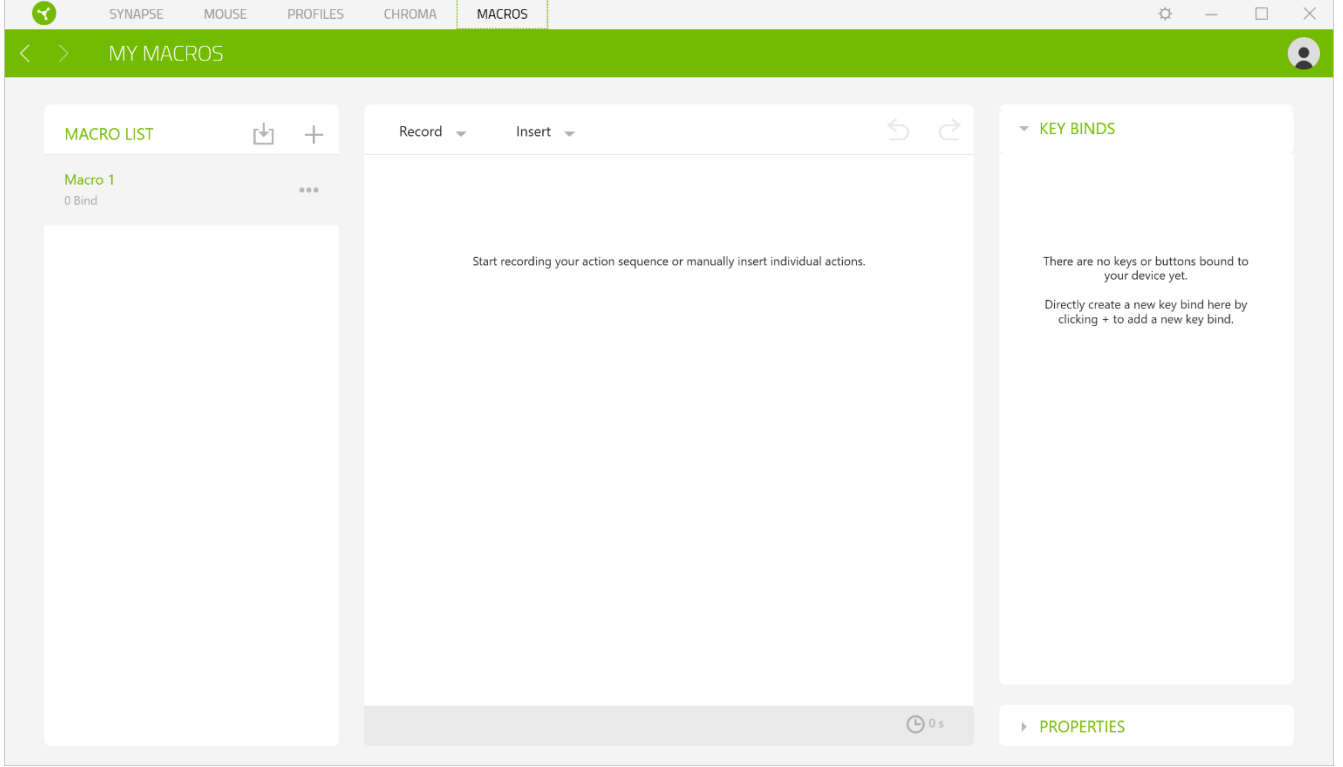 SYNAPSE MOUSE PROFILES CHROMA MACROS
MY MACROS
MACRO LIST
Macro 1
0 Bind
Record Insert
Start recording your action sequence or manually insert individual actions.
0 s
KEY BINDS
There are no keys or buttons bound to
your device yet.
Directly create a new key bind here by
clicking + to add a new key bind.
PROPERTIES